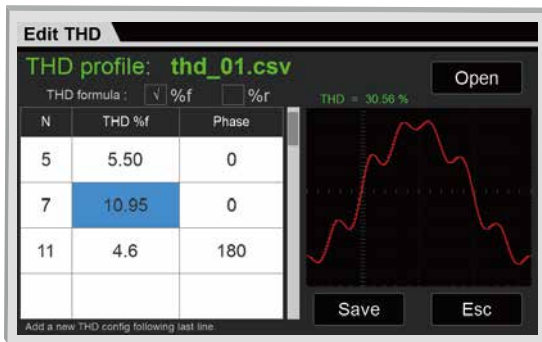 Edit THD
THD profile: thd_01.csv
Open
THD formula : √ %f %r
THD = 30.56 %
N THD %f Phase
5 5.50 0
7 10.95 0
11 4.6 180
Save Esc
Add a new THD config following last line.